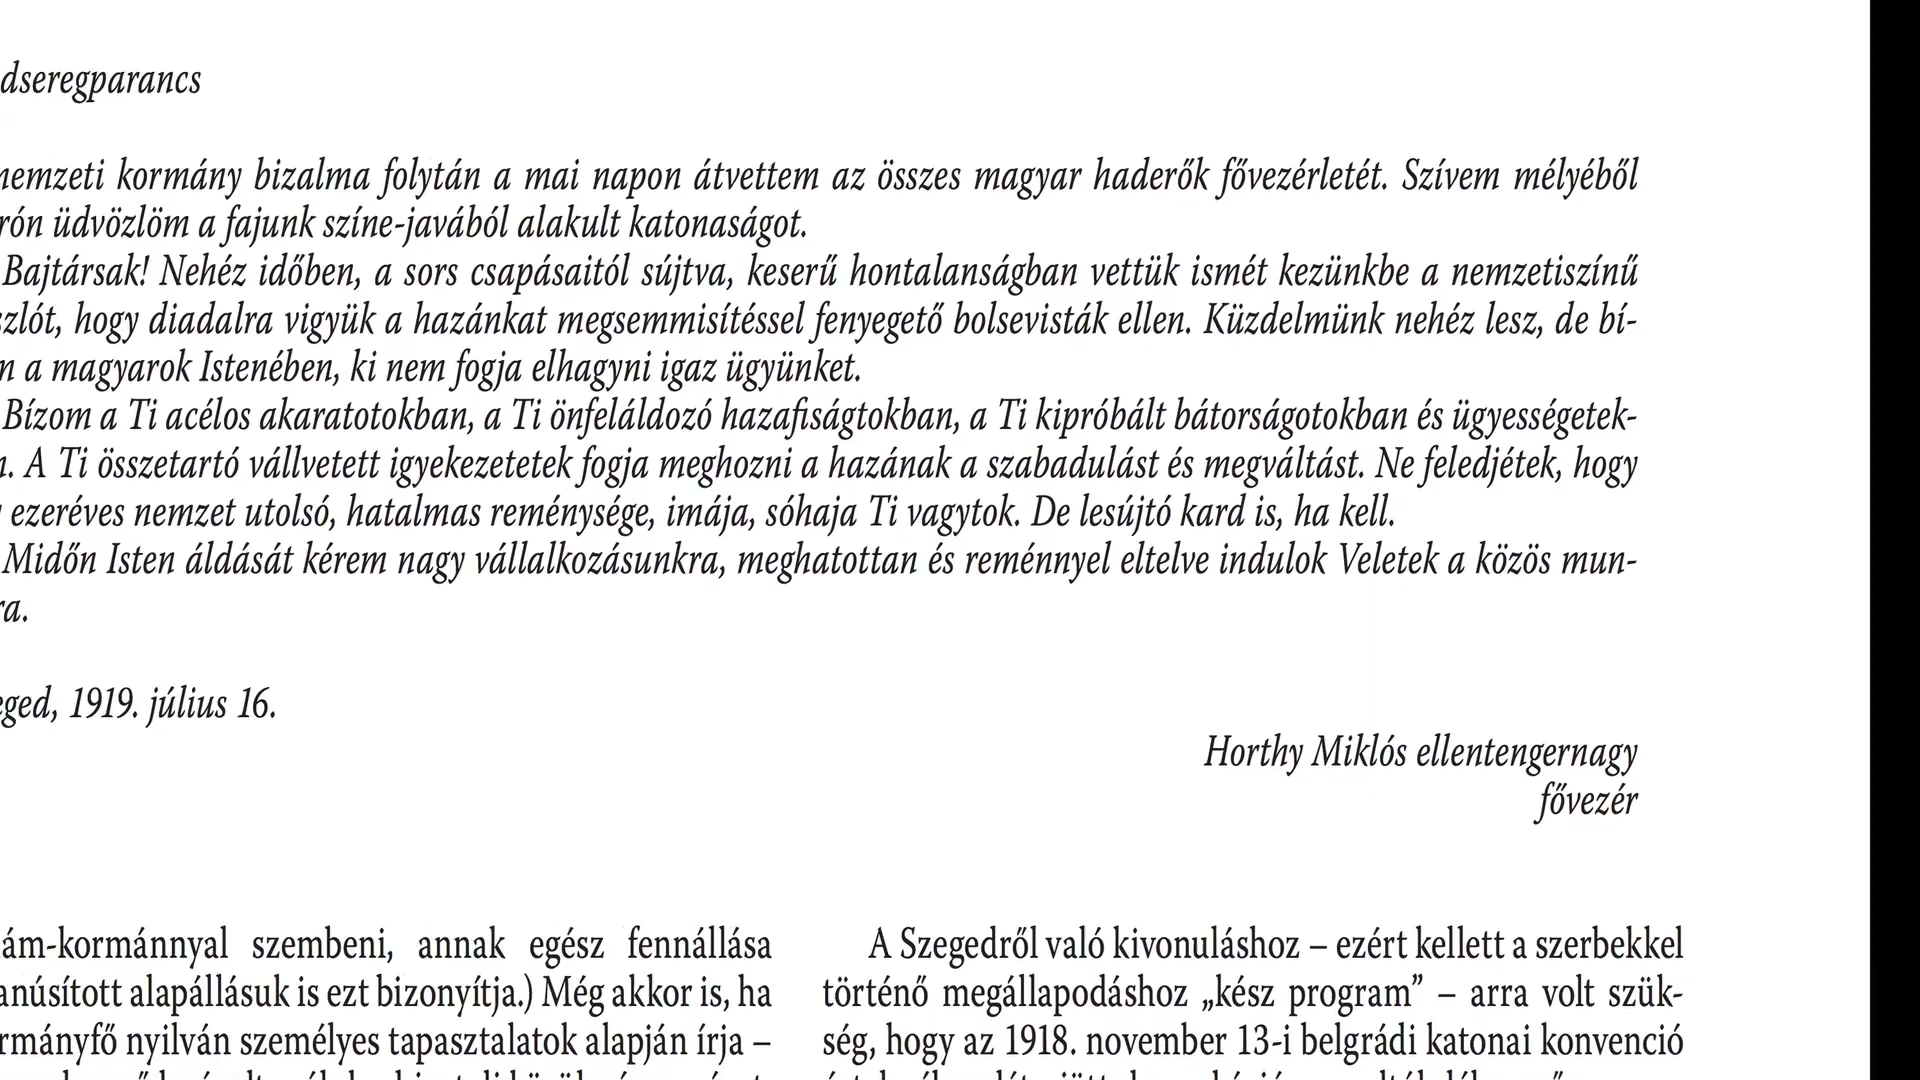 dseregparancs
nemzeti kormány bizalma folytán a mai napon átvettem az összes magyar haderők fővezérletét. Szívem mélyéből
rón üdvözlöm a fajunk színe-javából alakult katonaságot.
Bajtársak! Nehéz időben, a sors csapásaitól sújtva, keserű hontalanságban vettük ismét kezünkbe a nemzetiszínű
szlót, hogy diadalra vigyük a hazánkat megsemmisítéssel fenyegető bolsevisták ellen. Küzdelmünk nehéz lesz, de bí-
n a magyarok Istenében, ki nem fogja elhagyni igaz ügyünket.
Bízom a Ti acélos akaratotokban, a Ti önfeláldozó hazafiságtokban, a Ti kipróbált bátorságotokban és ügyességetek-
n. A Ti összetartó vállvetett igyekezetetek fogja meghozni a hazának a szabadulást és megváltást. Ne feledjétek, hogy
ezeréves nemzet utolsó, hatalmas reménysége, imája, sóhaja Ti vagytok. De lesújtó kard is, ha kell.
Midőn Isten áldását kérem nagy vállalkozásunkra, meghatottan és reménnyel eltelve indulok Veletek a közös mun-
ra.
eged, 1919. július 16.
Horthy Miklós ellentengernagy
fővezér
ám-kormánnyal szembeni, annak egész fennállása
anúsított alapállásuk is ezt bizonyítja.) Még akkor is, ha
rmányfő nyilván személyes tapasztalatok alapján írja –
A Szegedről való kivonuláshoz – ezért kellett a szerbekkel
történő megállapodáshoz „kész program” – arra volt szük-
ség, hogy az 1918. november 13-i belgrádi katonai konvenció